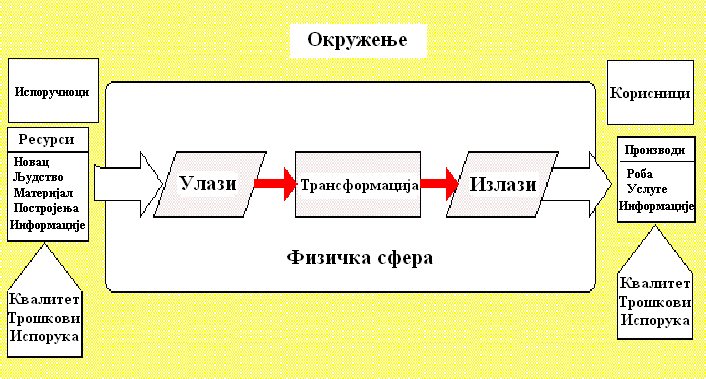 Окружење
Испоручноци
Ресурси
Новац
Људство
Материјал
Постројења
Информације
Квалитет
Трошкови
Испорука
Улази
Трансформација
Излази
Физичка сфера
Корисници
Производи
Роба
Услуге
Информације
Квалитет
Трошкови
Испорука